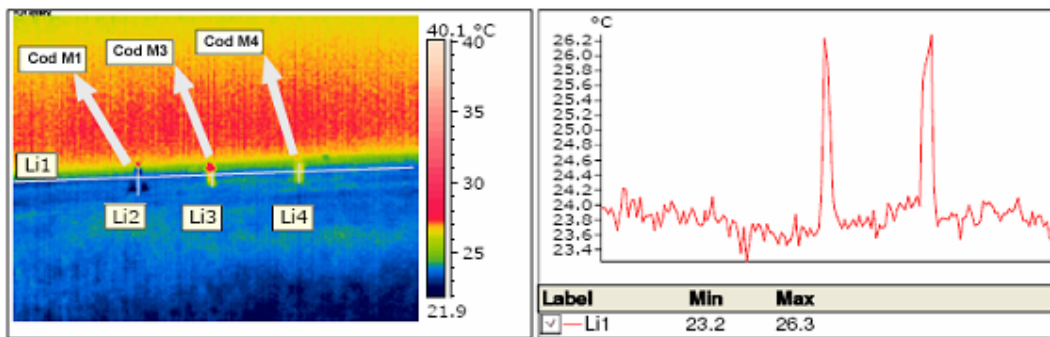 40.1 °C
40
35
30
25
21.9
Cod M1
Cod M3
Cod M4
Li1
Li2
Li3
Li4
°C
26.2
26.0
25.8
25.6
25.4
25.2
25.0
24.8
24.6
24.4
24.2
24.0
23.8
23.6
23.4
Label Min Max
Li1 23.2 26.3